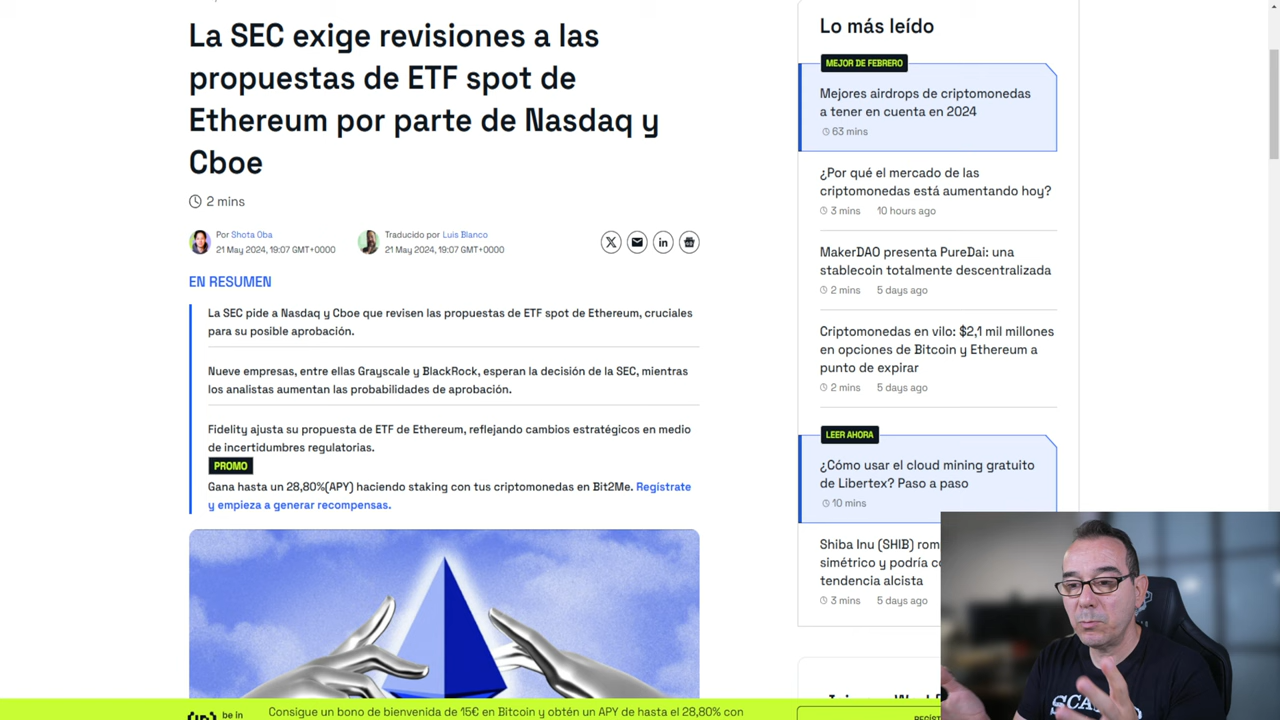 La SEC exige revisiones a las
propuestas de ETF spot de
Ethereum por parte de Nasdaq y
Cboe
2 mins
Por Shota Oba
21 May 2024, 19:07 GMT+0000
Traducido por Luis Blanco
21 May 2024, 19:07 GMT+0000
EN RESUMEN
La SEC pide a Nasdaq y Cboe que revisen las propuestas de ETF spot de Ethereum, cruciales
para su posible aprobación.
Nueve empresas, entre ellas Grayscale y BlackRock, esperan la decisión de la SEC, mientras
los analistas aumentan las probabilidades de aprobación.
Fidelity ajusta su propuesta de ETF de Ethereum, reflejando cambios estratégicos en medio
de incertidumbres regulatorias.
PROMO
Gana hasta un 28,80%(APY) haciendo staking con tus criptomonedas en Bit2Me. Regístrate
y empieza a generar recompensas.
Lo más leído
MEJOR DE FEBRERO
Mejores airdrops de criptomonedas
a tener en cuenta en 2024
63 mins
¿Por qué el mercado de las
criptomonedas está aumentando hoy?
3 mins 10 hours ago
MakerDAO presenta PureDai: una
stablecoin totalmente descentralizada
2 mins 5 days ago
Criptomonedas en vilo: $2,1 mil millones
en opciones de Bitcoin y Ethereum a
punto de expirar
2 mins 5 days ago
LEER AHORA
¿Cómo usar el cloud mining gratuito
de Libertex? Paso a paso
10 mins
Shiba Inu (SHIB)
simétrico y podría
tendencia alcista
3 mins 5 days ago
be in
Consigue un bono de bienvenida de 15€ en Bitcoin y obtén un APY de hasta el 28,80% con